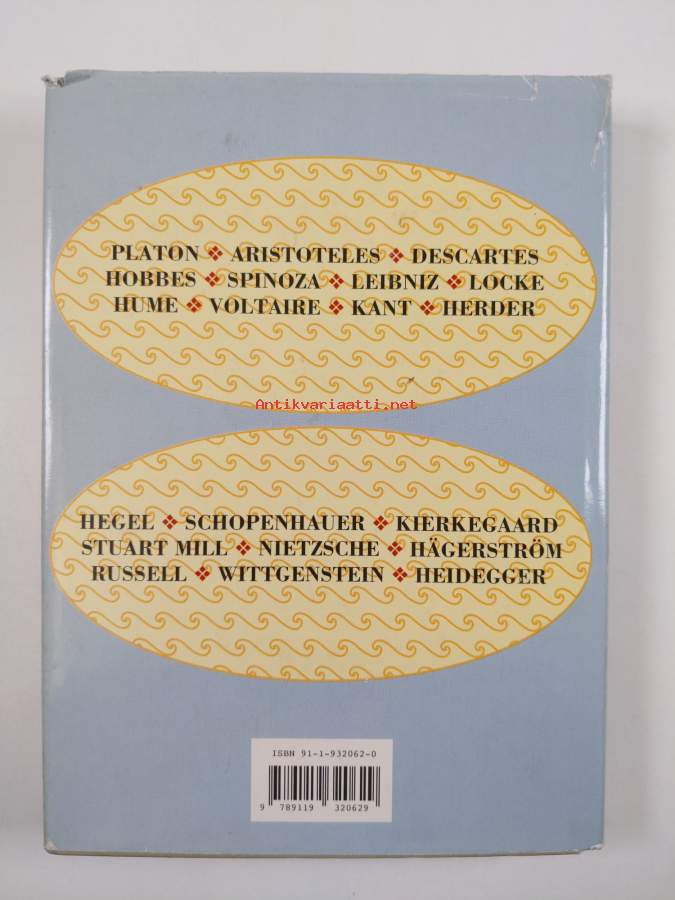 PLATON ❖ ARISTOTELES ❖ DESCARTES
HOBBES ❖ SPINOZA ❖ LEIBNIZ ❖ LOCKE
HUME ❖ VOLTAIRE ❖ KANT ❖ HERDER
Antikvariaatti.net
HEGEL ❖ SCHOPENHAUER ❖ KIERKEGAARD
STUART MILL ❖ NIETZSCHE ❖ HÄGERSTRÖM
RUSSELL ❖ WITTGENSTEIN ❖ HEIDEGGER
ISBN 91-1-932062-0
9 789119 320629